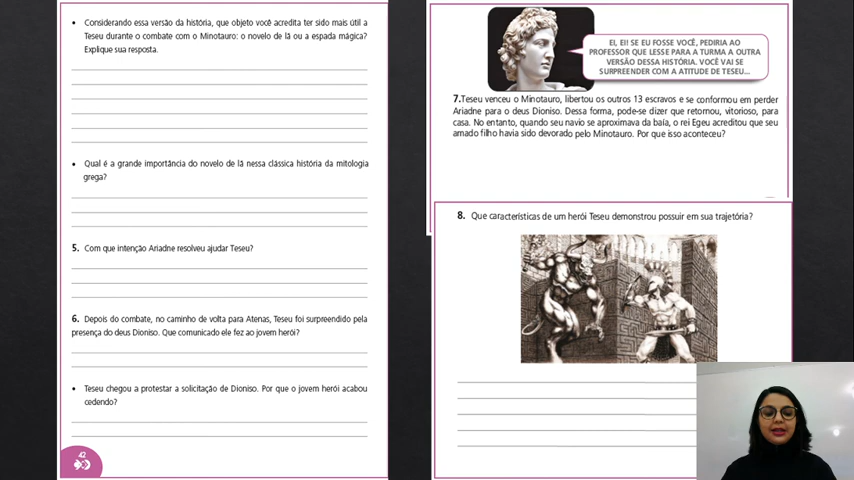 • Considerando essa versão da história, que objeto você acredita ter sido mais útil a
Teseu durante o combate com o Minotauro: o novelo de lã ou a espada mágica?
Explique sua resposta.
• Qual é a grande importância do novelo de lã nessa clássica história da mitologia
grega?
5. Com que intenção Ariadne resolveu ajudar Teseu?
6. Depois do combate, no caminho de volta para Atenas, Teseu foi surpreendido pela
presença do deus Dioniso. Que comunicado ele fez ao jovem herói?
• Teseu chegou a protestar a solicitação de Dioniso. Por que o jovem herói acabou
cedendo?
42
EI, EI! SE EU FOSSE VOCÊ, PEDIRIA AO
PROFESSOR QUE LESSE PARA A TURMA A OUTRA
VERSÃO DESSA HISTÓRIA. VOCÊ VAI SE
SURPREENDER COM A ATITUDE DE TESEU...
7.Teseu venceu o Minotauro, libertou os outros 13 escravos e se conformou em perder
Ariadne para o deus Dioniso. Dessa forma, pode-se dizer que retornou, vitorioso, para
casa. No entanto, quando seu navio se aproximava da baía, o rei Egeu acreditou que seu
amado filho havia sido devorado pelo Minotauro. Por que isso aconteceu?
8. Que características de um herói Teseu demonstrou possuir em sua trajetória?